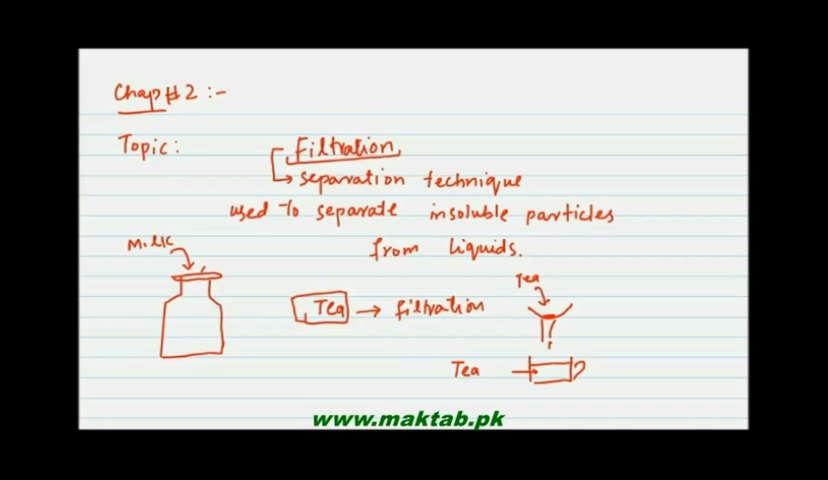 Chap # 2 :-
Topic: Filtration
separation technique
used to separate insoluble particles
from liquids.
Milk
Tea → filtration
Tea
Tea
www.maktab.pk